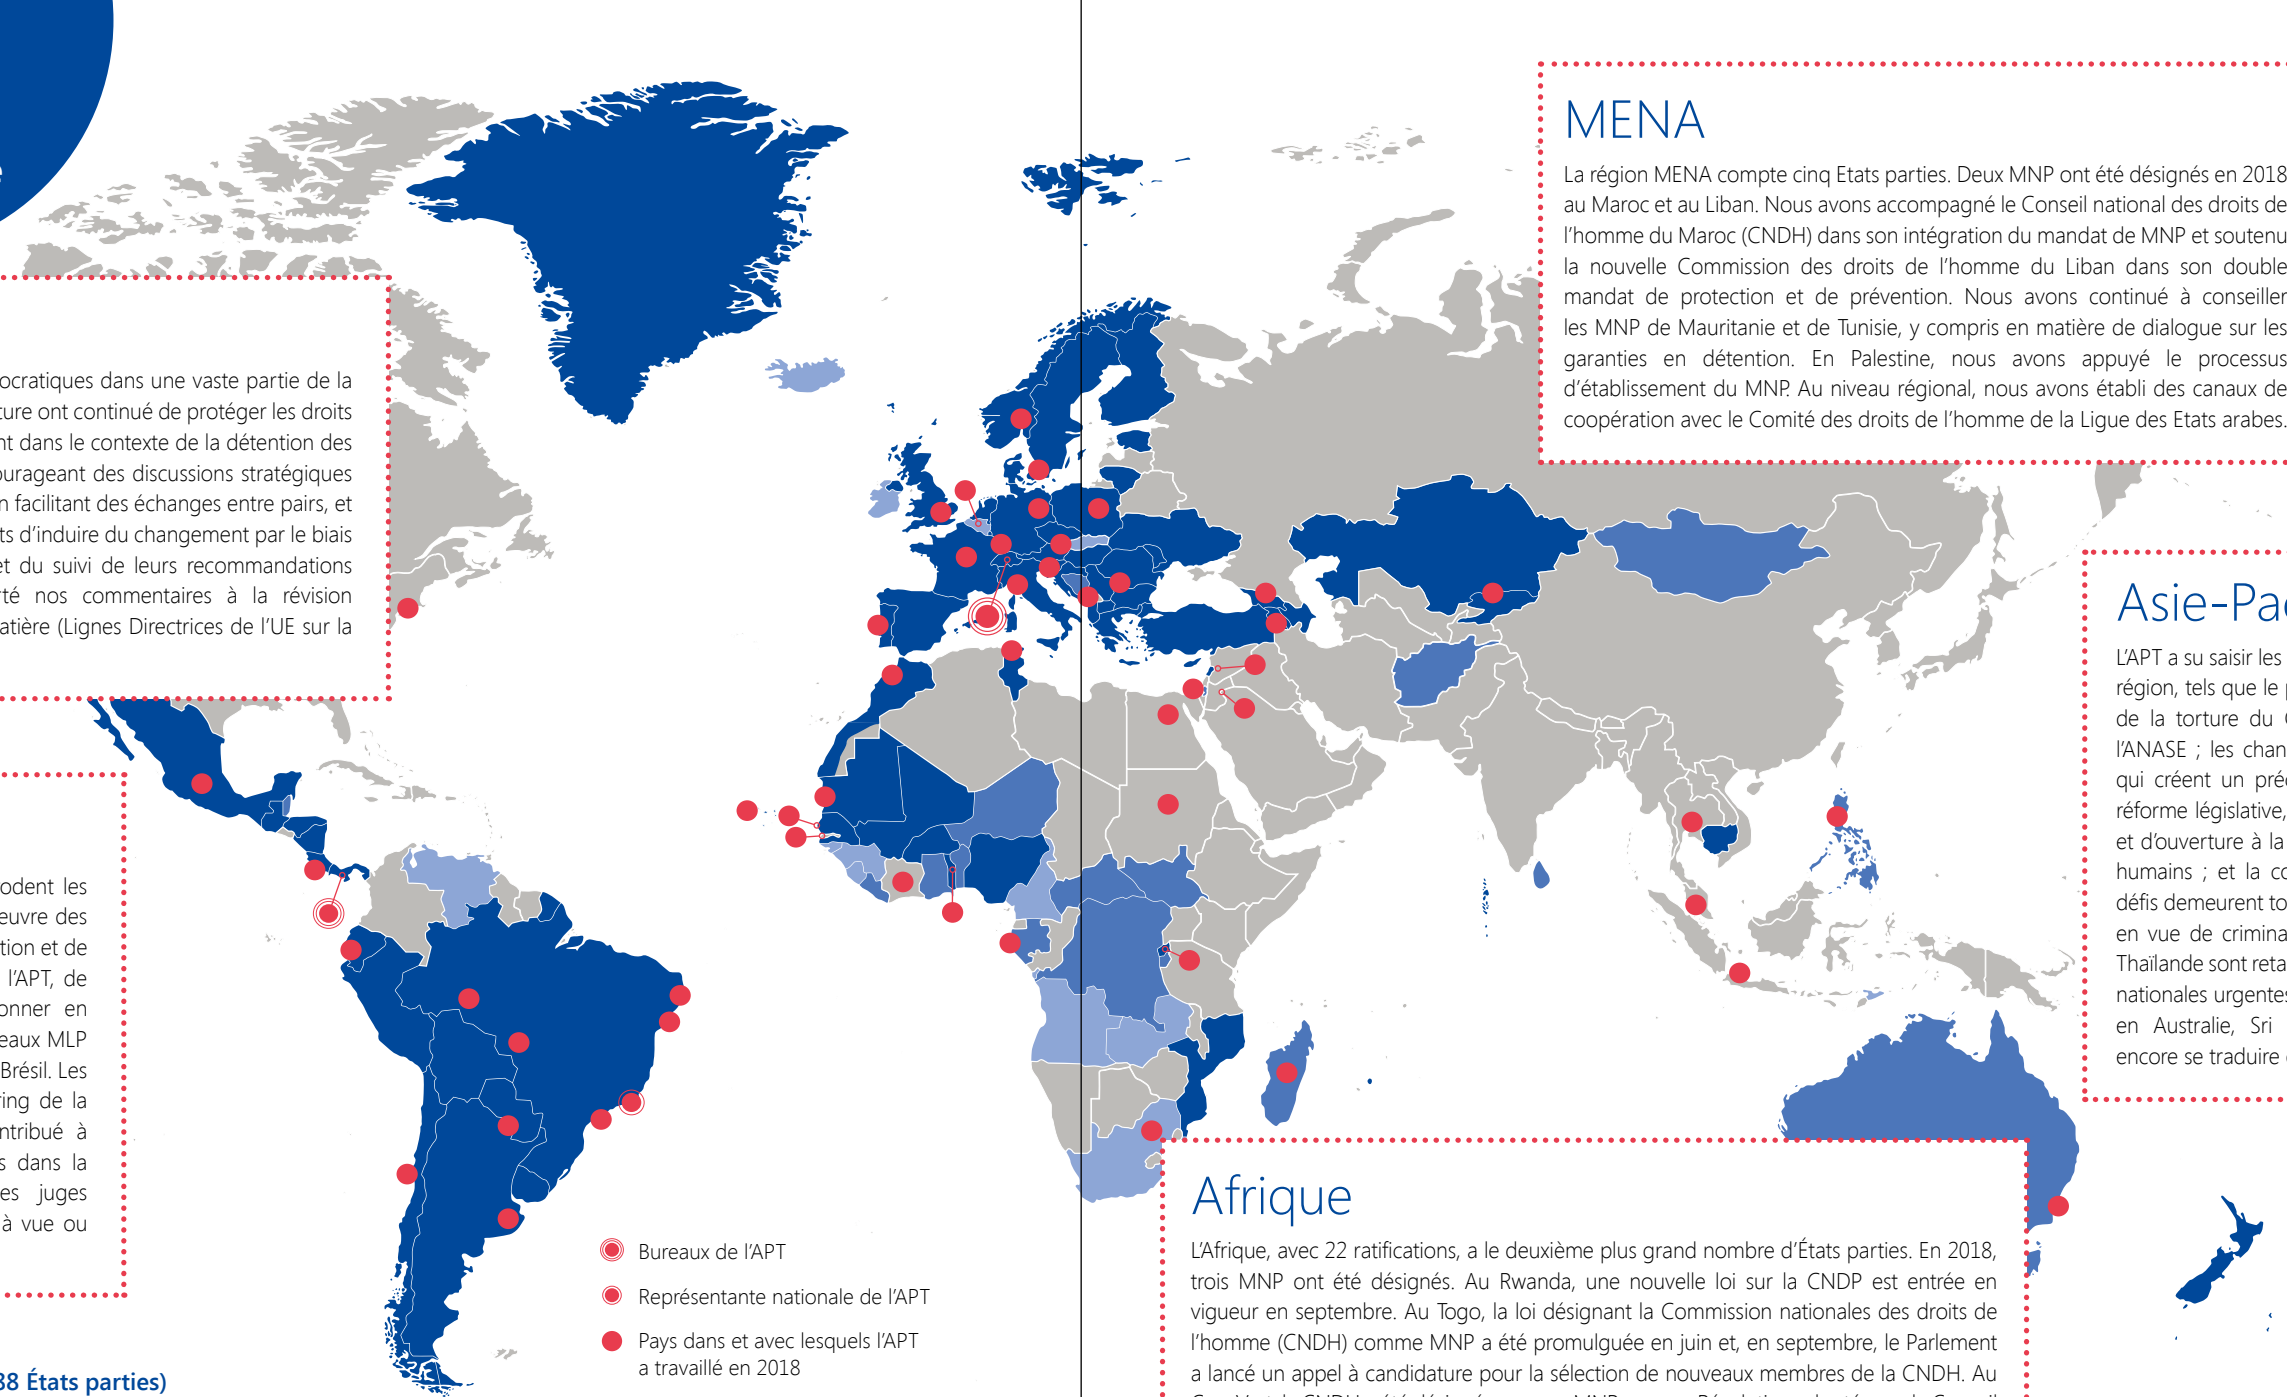 e
ocratiques dans une vaste partie de la
ture ont continué de protéger les droits
nt dans le contexte de la détention des
ourageant des discussions stratégiques
n facilitant des échanges entre pairs, et
ts d'induire du changement par le biais
et du suivi de leurs recommandations
rté nos commentaires à la révision
atière (Lignes Directrices de l'UE sur la
odent les
euvre des
tion et de
l'APT, de
onner en
eaux MLP
Brésil. Les
ring de la
ntribué à
s dans la
es juges
à vue ou
38 États parties)
Bureaux de l'APT
Représentante nationale de l'APT
Pays dans et avec lesquels l'APT
a travaillé en 2018
MENA
La région MENA compte cinq Etats parties. Deux MNP ont été désignés en 2018
au Maroc et au Liban. Nous avons accompagné le Conseil national des droits de
l'homme du Maroc (CNDH) dans son intégration du mandat de MNP et soutenu
la nouvelle Commission des droits de l'homme du Liban dans son double
mandat de protection et de prévention. Nous avons continué à conseiller
les MNP de Mauritanie et de Tunisie, y compris en matière de dialogue sur les
garanties en détention. En Palestine, nous avons appuyé le processus
d'établissement du MNP. Au niveau régional, nous avons établi des canaux de
coopération avec le Comité des droits de l'homme de la Ligue des Etats arabes.
Asie-Pac
L'APT a su saisir les
région, tels que le p
de la torture du C
l'ANASE ; les chan
qui créent un préc
réforme législative,
et d'ouverture à la
humains ; et la co
défis demeurent to
en vue de crimina
Thaïlande sont reta
nationales urgentes
en Australie, Sri
encore se traduire
Afrique
L'Afrique, avec 22 ratifications, a le deuxième plus grand nombre d'États parties. En 2018,
trois MNP ont été désignés. Au Rwanda, une nouvelle loi sur la CNDP est entrée en
vigueur en septembre. Au Togo, la loi désignant la Commission nationales des droits de
l'homme (CNDH) comme MNP a été promulguée en juin et, en septembre, le Parlement
a lancé un appel à candidature pour la sélection de nouveaux membres de la CNDH. Au